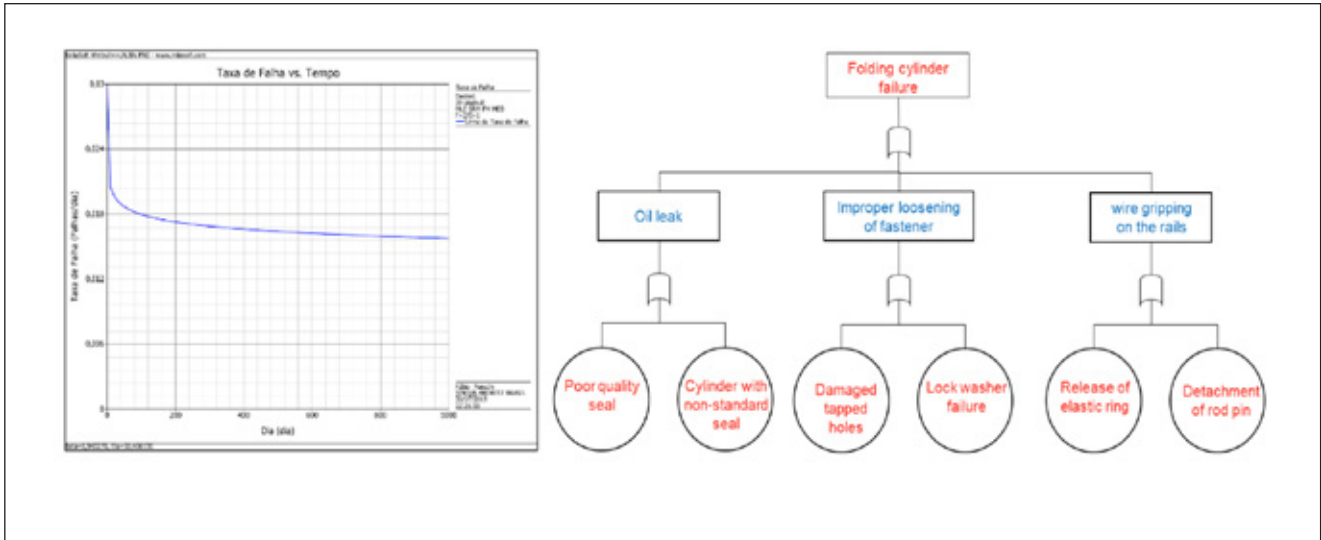 Taxa de Falha vs. Tempo
Taxa de Falha
0,03
0,024
0,018
0,012
0,006
0
Taxa de Falha (Falhas/dia)
0
200
400
600
800
1000
Dia (dia)
Folding cylinder
failure
Oil leak
Improper loosening
of fastener
wire gripping
on the rails
Poor quality
seal
Cylinder with
non-standard
seal
Damaged
tapped
holes
Lock washer
failure
Release of
elastic ring
Detachment
of rod pin